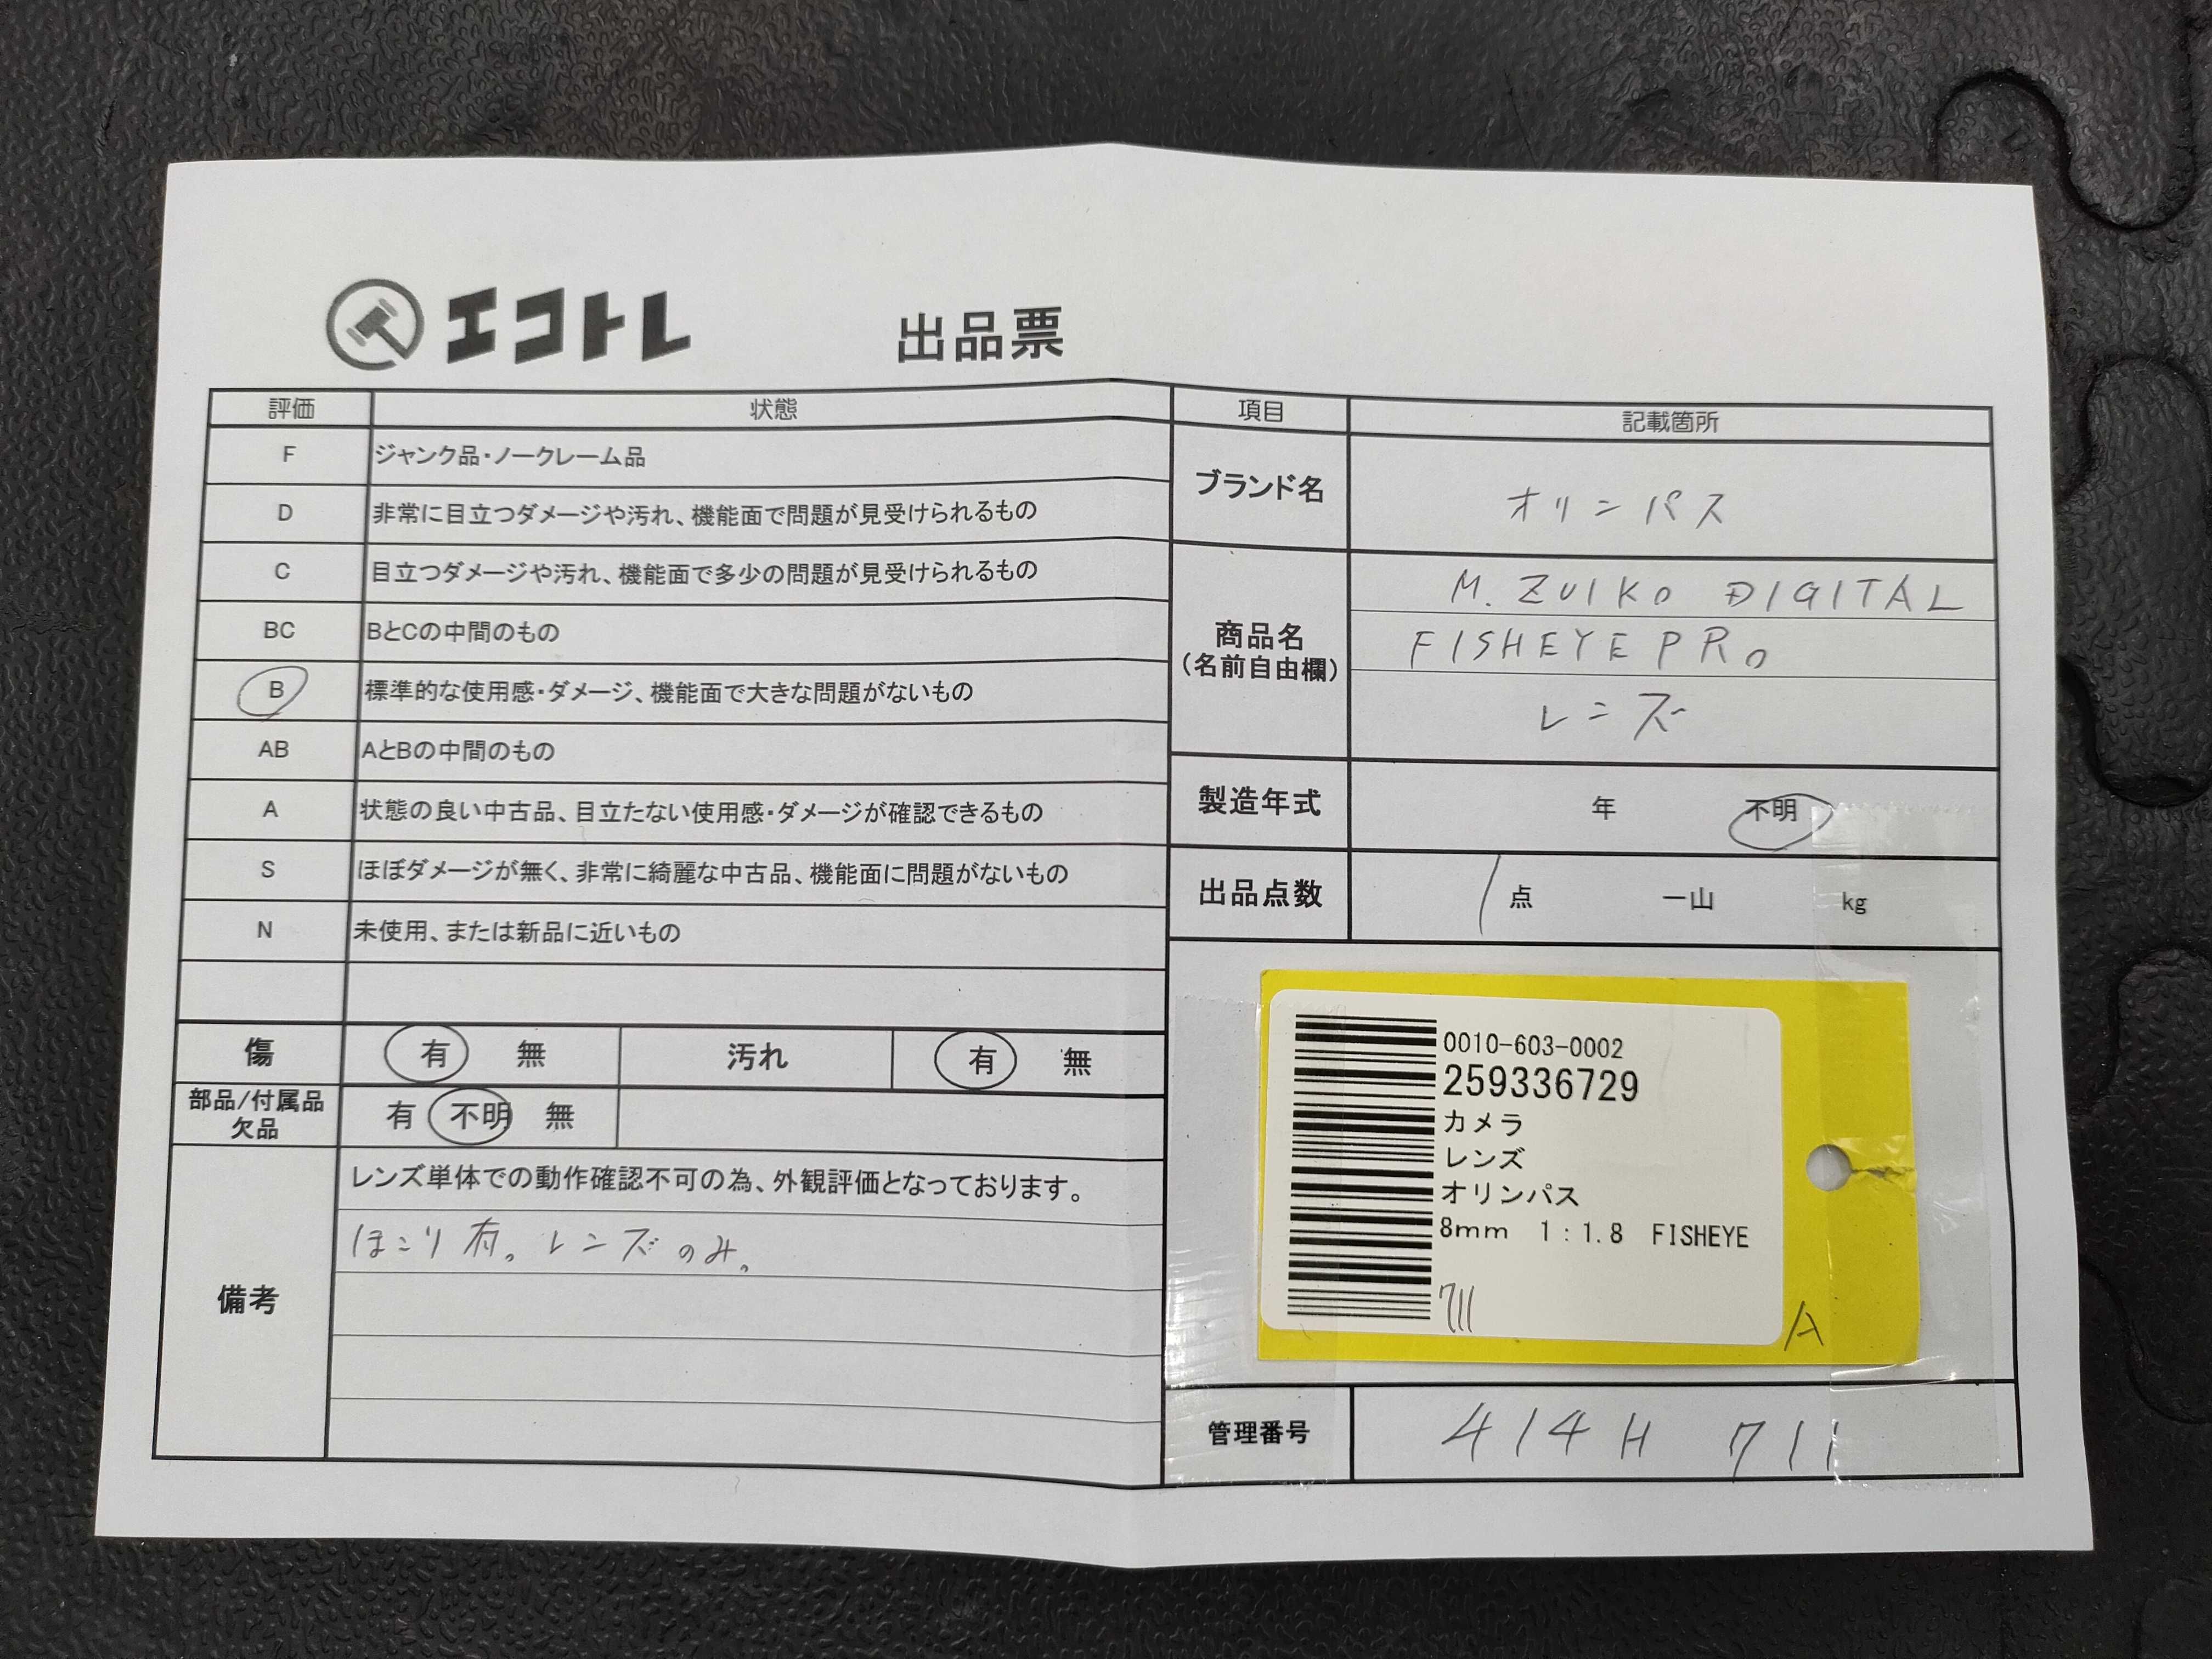 エコトレ
出品票
評価 状態
F ジャンク品・ノークレーム品
D 非常に目立つダメージや汚れ、機能面で問題が見受けられるもの
C 目立つダメージや汚れ、機能面で多少の問題が見受けられるもの
BC BとCの中間のもの
B 標準的な使用感・ダメージ、機能面で大きな問題がないもの
AB AとBの中間のもの
A 状態の良い中古品、目立たない使用感・ダメージが確認できるもの
S ほぼダメージが無く、非常に綺麗な中古品、機能面に問題がないもの
N 未使用、または新品に近いもの
傷 有 無 汚れ 有 無
部品/付属品
欠品
有 不明 無
備考
レンズ単体での動作確認不可の為、外観評価となっております。
ほこり有。レンズのみ。
項目 記載箇所
ブランド名 オリンパス
商品名
(名前自由欄)
M. ZUIKO DIGITAL
FISHEYE PRO
レンズ
製造年式 年 不明
出品点数 1 点 一山 kg
0010-603-0002
259336729
カメラ
レンズ
オリンパス
8mm 1:1.8 FISHEYE
711
A
管理番号 414H 711